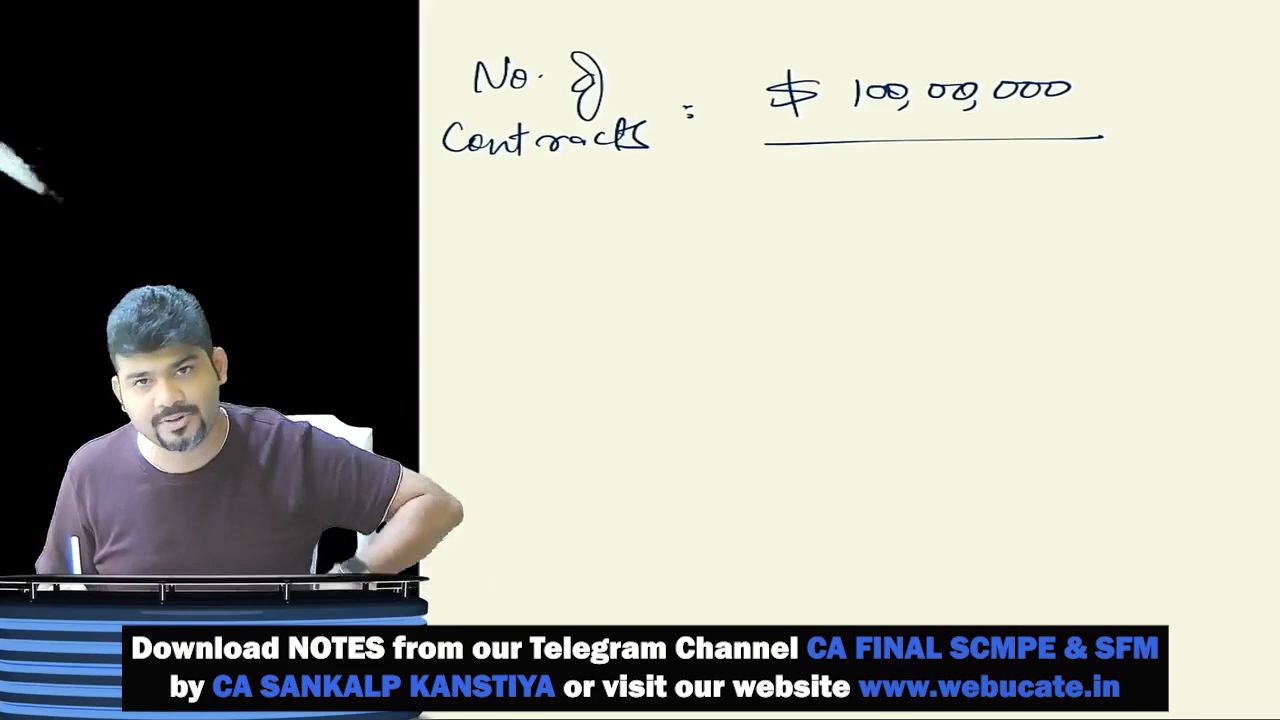 No. of
Contracts = $ 100,00,000
Download NOTES from our Telegram Channel CA FINAL SCMPE & SFM
by CA SANKALP KANSTIYA or visit our website www.webucate.in